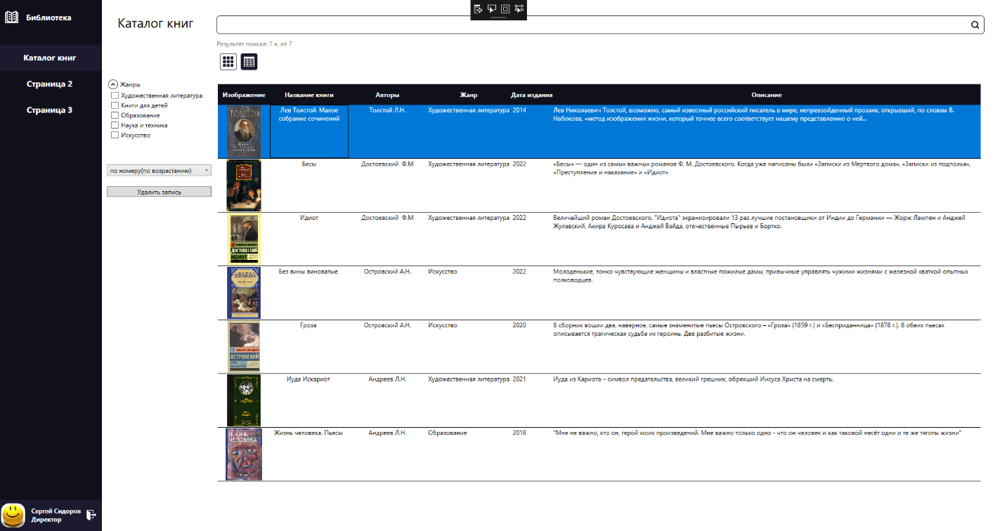 Библиотека
Каталог книг
Страница 2
Страница 3
Сергей Сидоров
Директор
Каталог книг
Результат поиска: 7 к. из 7
Жанры
Художественная литература
Книги для детей
Образование
Наука и техника
Искусство
по номеру(по возрастанию)
Удалить запись
Изображение Название книги Авторы Жанр Дата издания Описание
ТОЛСТОЙ
Лев Толстой. Малое
собрание сочинений
Толстой Л.Н. Художественная литература 2014
Лев Николаевич Толстой, возможно, самый известный российский писатель в мире, непревзойденный прозаик, открывший, по словам В.
Набокова, «метод изображения жизни, который точнее всего соответствует нашему представлению о ней...
Бесы Достоевский Ф.М Художественная литература 2022
«Бесы» — один из самых важных романов Ф. М. Достоевского. Когда уже написаны были «Записки из Мертвого дома», «Записки из подполья»,
«Преступление и наказание» и «Идиот»
ДОСТОЕВСКИЙ
ИДИОТ
Идиот Достоевский Ф.М Художественная литература 2022
Величайший роман Достоевского. "Идиота" экранизировали 13 раз лучшие постановщики от Индии до Германии — Жорж Лампен и Анджей
Жулавский, Акира Куросава и Анджей Вайда, отечественные Пырьев и Бортко.
Без вины виноватые Островский А.Н. Искусство 2022
Молоденькие, тонко чувствующие женщины и властные пожилые дамы, привычные управлять чужими жизнями с железной хваткой опытных
полководцев.
ОСТРОВСКИЙ
Гроза Островский А.Н. Искусство 2020
В сборник вошли две, наверное, самые знаменитые пьесы Островского – «Гроза» (1859 г.) и «Бесприданница» (1878 г.). В обеих пьесах
описывается трагическая судьба их героинь. Две разбитые жизни.
Иуда Искариот Андреев Л.Н. Художественная литература 2021
Иуда из Кариота – символ предательства, великий грешник, обрекший Иисуса Христа на смерть.
ЖИЗНЬ
ЧЕЛОВЕКА
Жизнь человека. Пьесы Андреев Л.Н. Образование 2018
"Мне не важно, кто он, герой моих произведений. Мне важно только одно - что он человек и как таковой несёт одни и те же тяготы жизни"